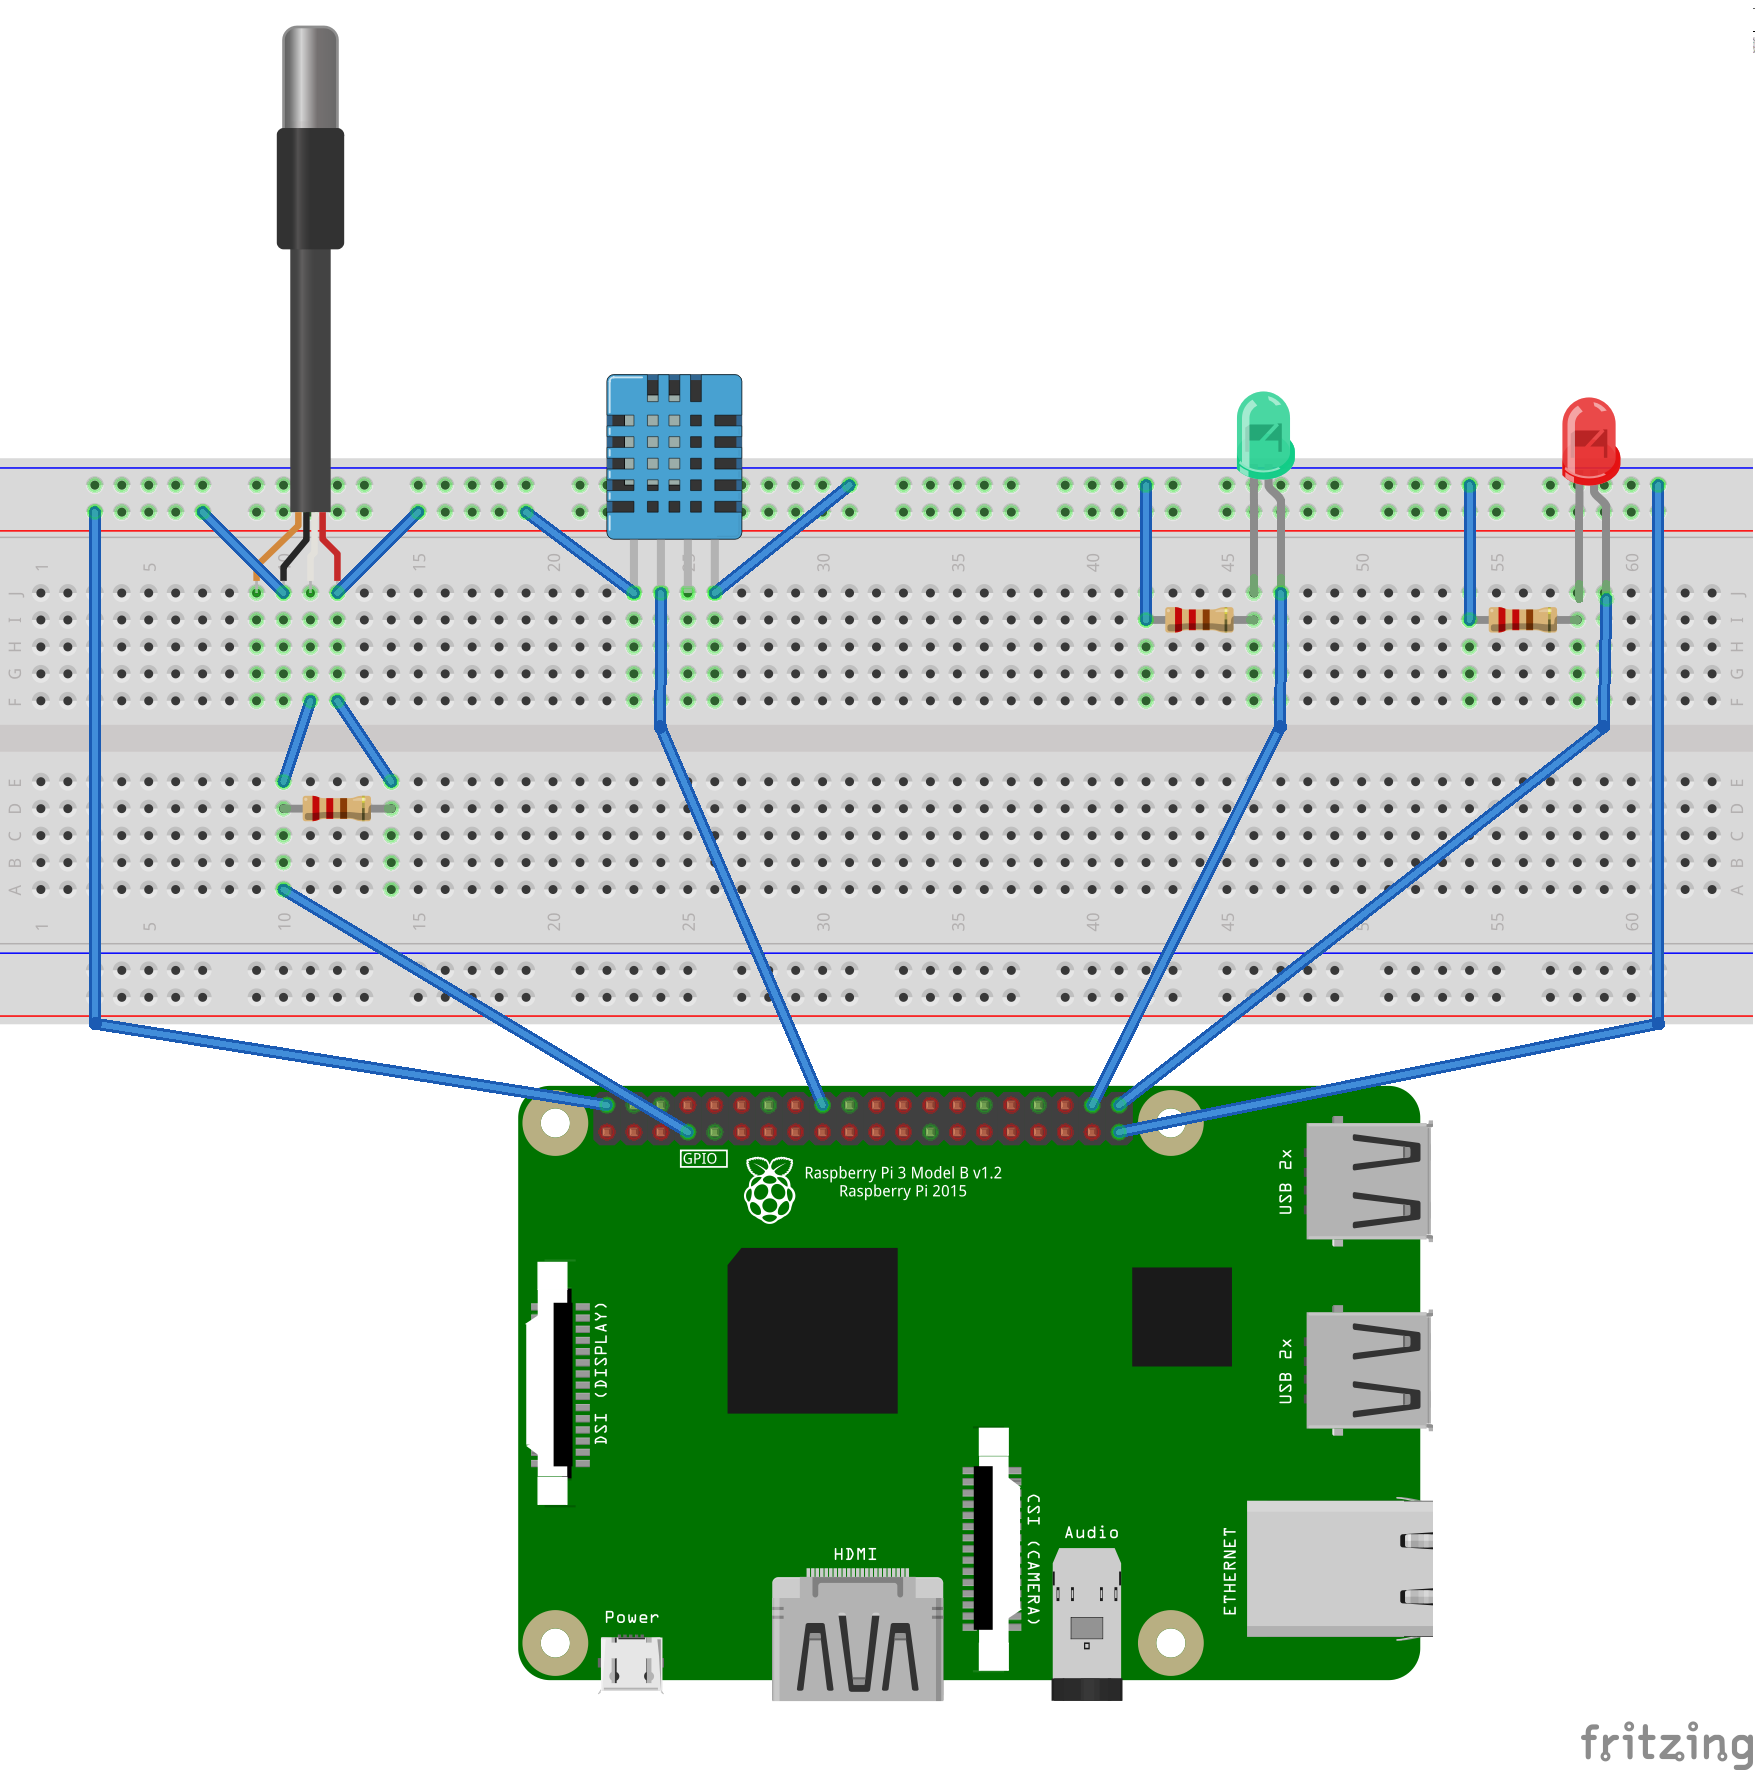 1 5 10 15 20 25 30 35 40 45 50 55 60
J J
I I
H H
G G
F F
E E
D D
C C
B B
A A
1 5 10 15 20 25 30 35 40 45 50 55 60
GPIO
Raspberry Pi 3 Model B v1.2
Raspberry Pi 2015
USB 2x
DSI (DISPLAY)
USB 2x
CSI (CAMERA)
Audio
ETHERNET
HDMI
Power
fritzing